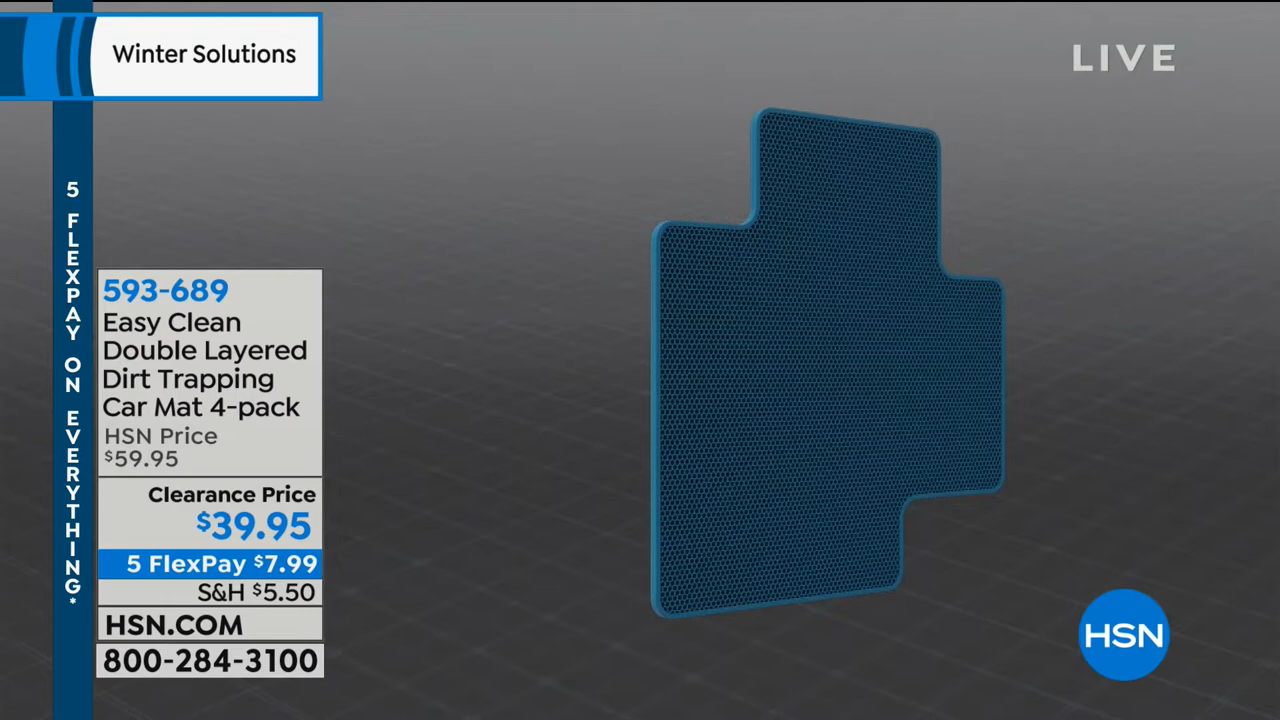 Winter Solutions
LIVE
5 FLEXPAY ON EVERYTHING*
593-689
Easy Clean
Double Layered
Dirt Trapping
Car Mat 4-pack
HSN Price
$59.95
Clearance Price
$39.95
5 FlexPay $7.99
S&H $5.50
HSN.COM
800-284-3100
HSN